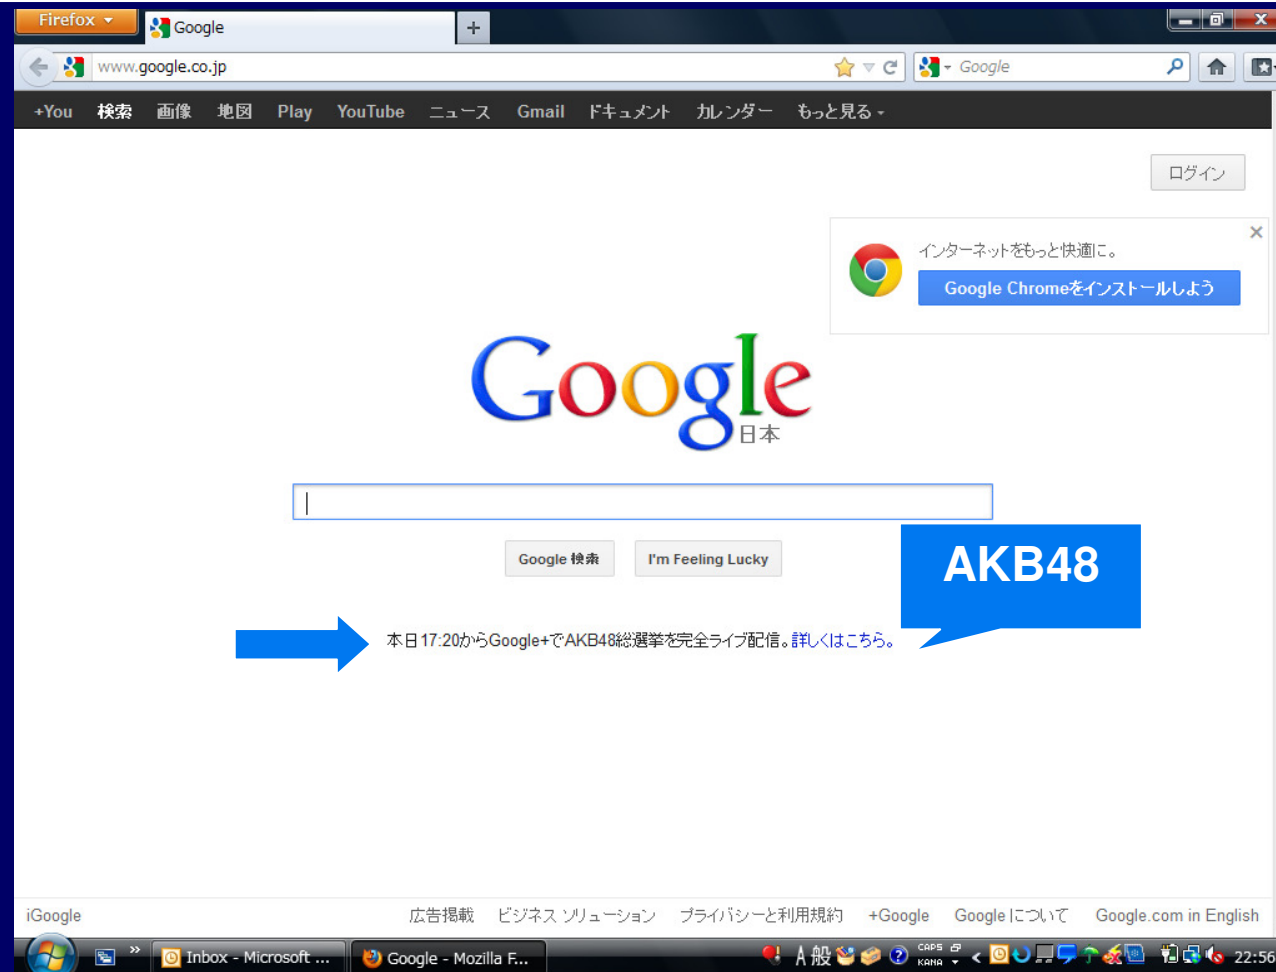 Firefox
Google
www.google.co.jp
Google
+You 検索 画像 地図 Play YouTube ニュース Gmail ドキュメント カレンダー もっと見る
ログイン
インターネットをもっと快適に。
Google Chromeをインストールしよう
Google
日本
Google 検索 I'm Feeling Lucky
AKB48
本日17:20からGoogle+でAKB48総選挙を完全ライブ配信。詳しくはこちら。
iGoogle 広告掲載 ビジネス ソリューション プライバシーと利用規約 +Google Google について Google.com in English
Inbox - Microsoft ... Google - Mozilla F... A 般 CAPS KANA 22:56